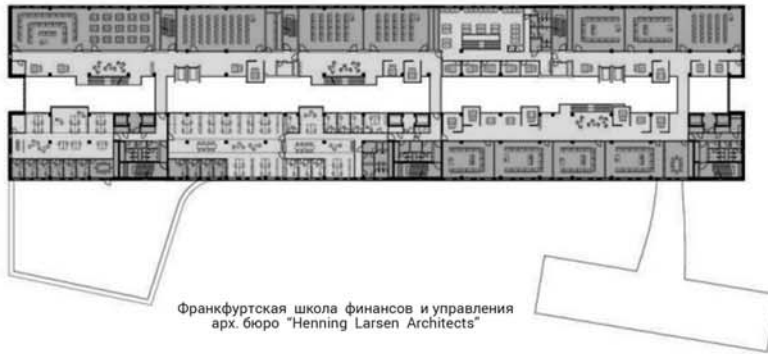 Франкфуртская школа финансов и управления
арх. бюро "Henning Larsen Architects"